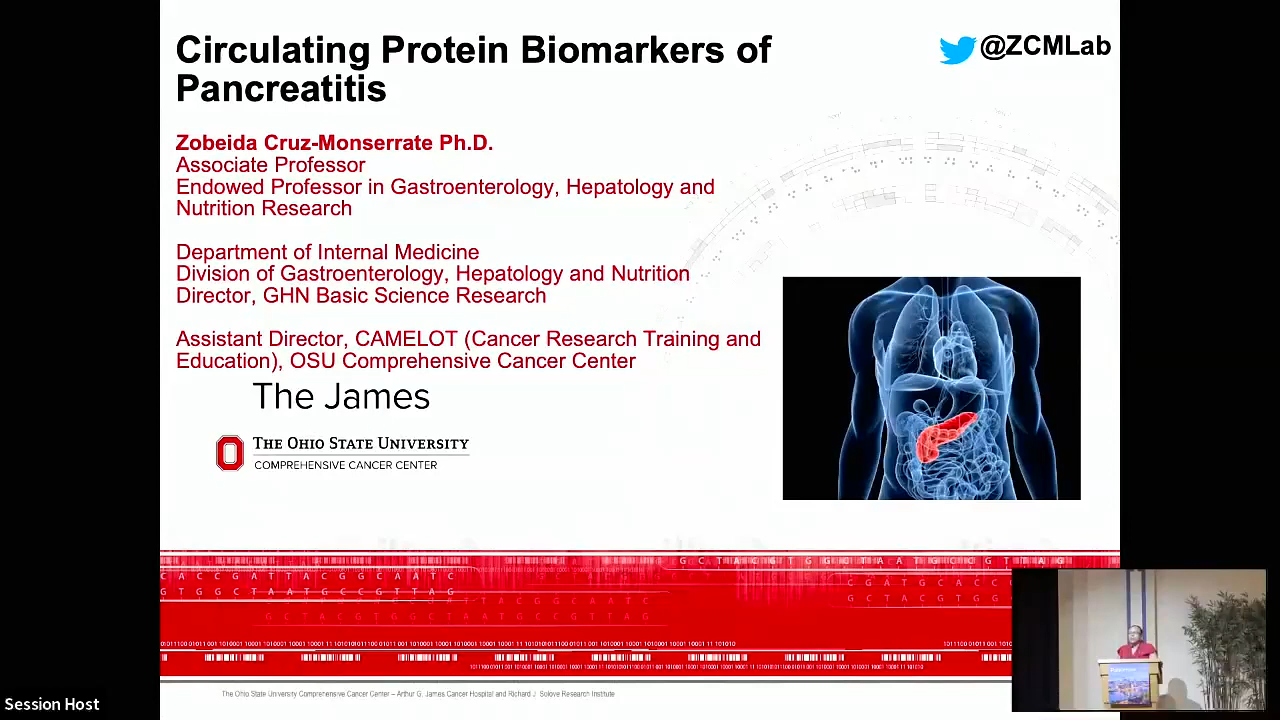 Circulating Protein Biomarkers of
Pancreatitis
@ZCMLab
Zobeida Cruz-Monserrate Ph.D.
Associate Professor
Endowed Professor in Gastroenterology, Hepatology and
Nutrition Research
Department of Internal Medicine
Division of Gastroenterology, Hepatology and Nutrition
Director, GHN Basic Science Research
Assistant Director, CAMELOT (Cancer Research Training and
Education), OSU Comprehensive Cancer Center
The James
THE OHIO STATE UNIVERSITY
COMPREHENSIVE CANCER CENTER
G C T A C G T G G C T A A T G C C G T T A G
C A C C G A T T A C G G C A A T C
G T G G C T A A T G C C G T T A G
C G A T G C A C C
G C T A C G T G G
The Ohio State University Comprehensive Cancer Center – Arthur G. James Cancer Hospital and Richard J. Solove Research Institute
Session Host